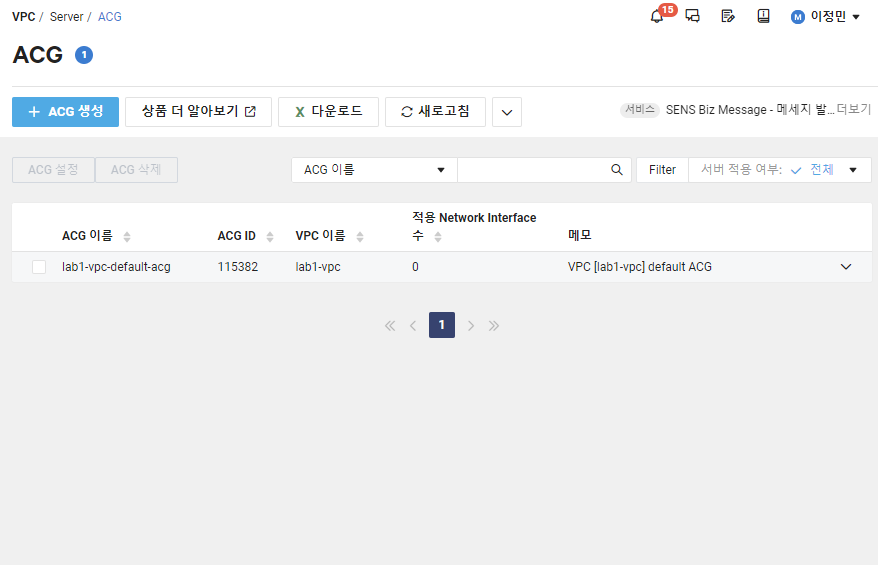 VPC / Server / ACG
15
M 이정민
ACG 1
+ ACG 생성
상품 더 알아보기
X 다운로드
새로고침
서비스 SENS Biz Message - 메세지 발...더보기
ACG 설정
ACG 삭제
ACG 이름
Filter
서버 적용 여부: 전체
ACG 이름
ACG ID
VPC 이름
적용 Network Interface
수
메모
lab1-vpc-default-acg 115382 lab1-vpc 0 VPC [lab1-vpc] default ACG
1